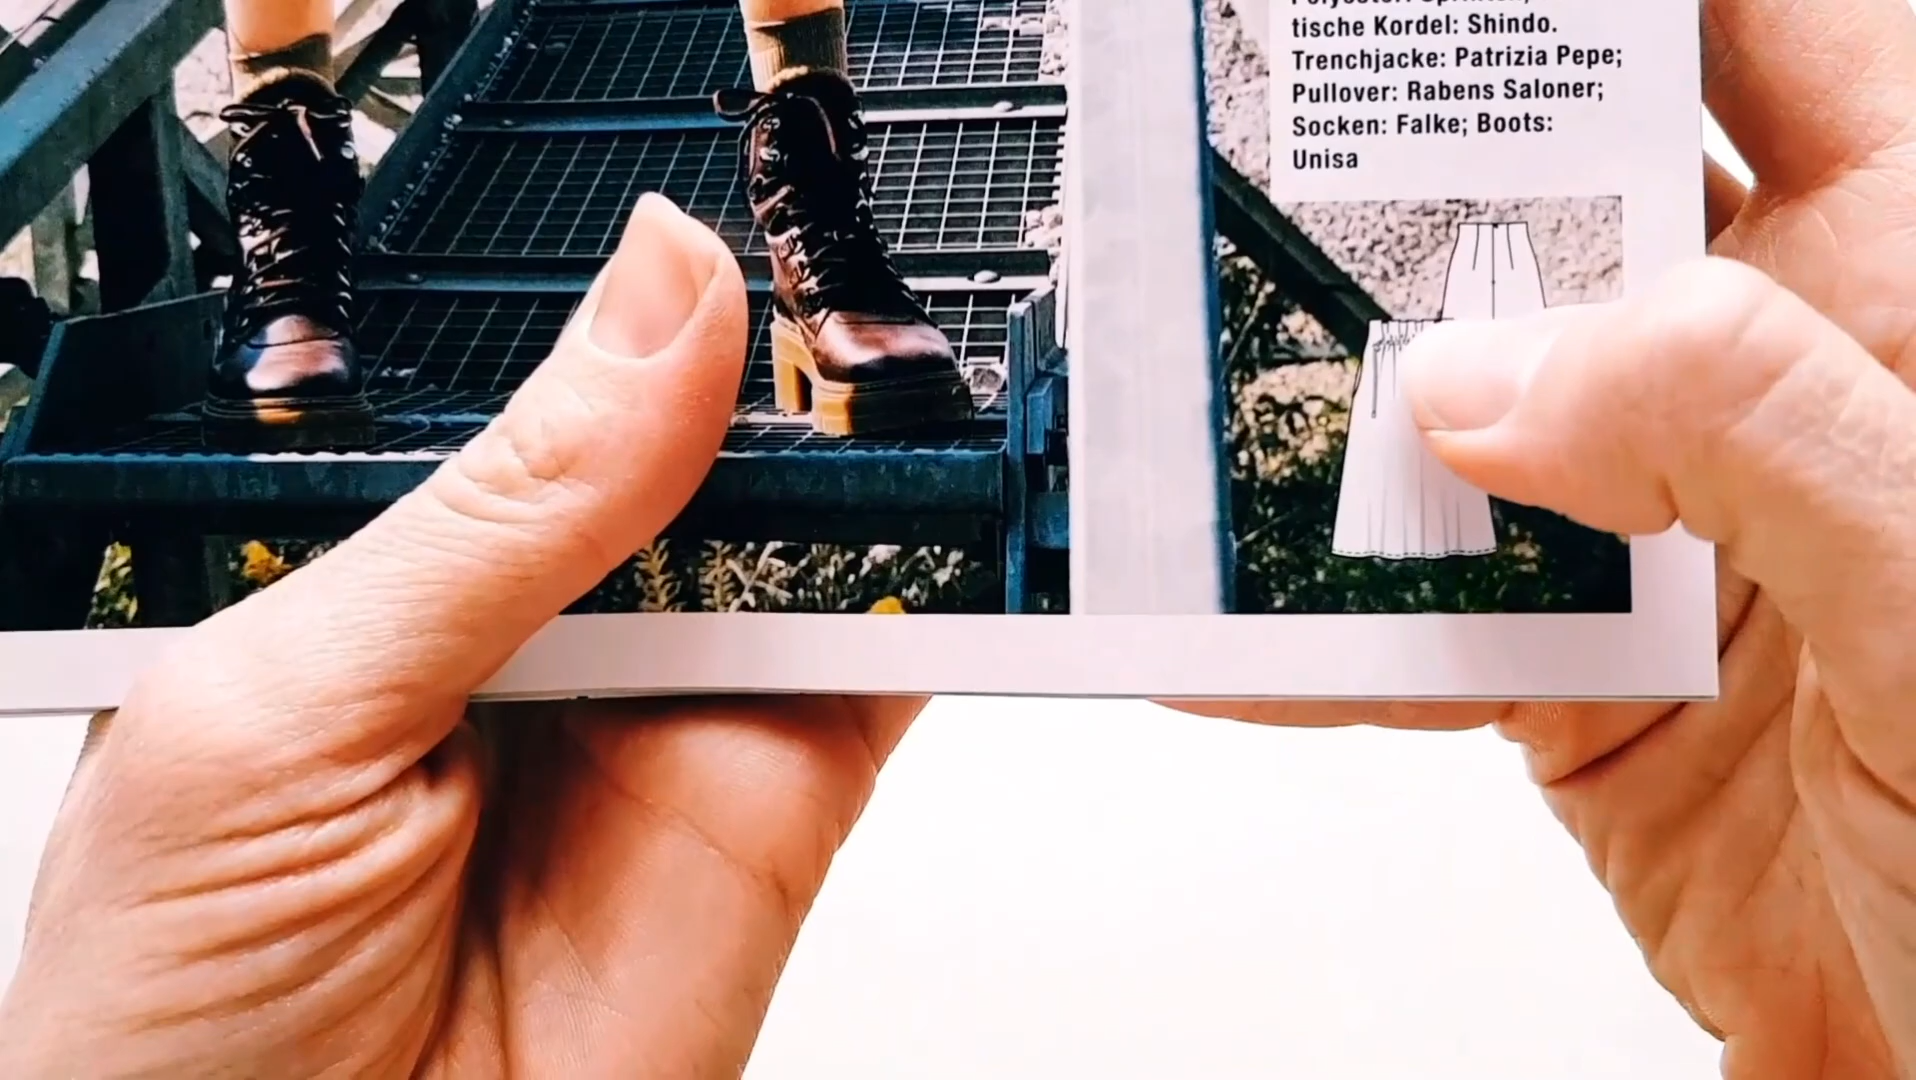 tische Kordel: Shindo.
Trenchjacke: Patrizia Pepe;
Pullover: Rabens Saloner;
Socken: Falke; Boots:
Unisa